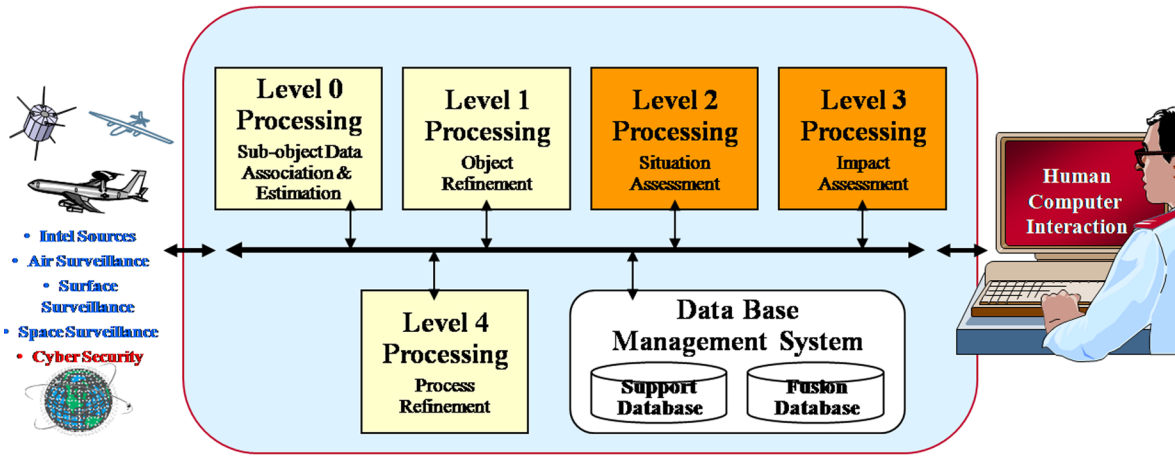 Level 0
Processing
Sub-object Data
Association &
Estimation
Level 1
Processing
Object
Refinement
Level 2
Processing
Situation
Assessment
Level 3
Processing
Impact
Assessment
• Intel Sources
• Air Surveillance
• Surface
Surveillance
• Space Surveillance
• Cyber Security
Human
Computer
Interaction
Level 4
Processing
Process
Refinement
Data Base
Management System
Support
Database
Fusion
Database